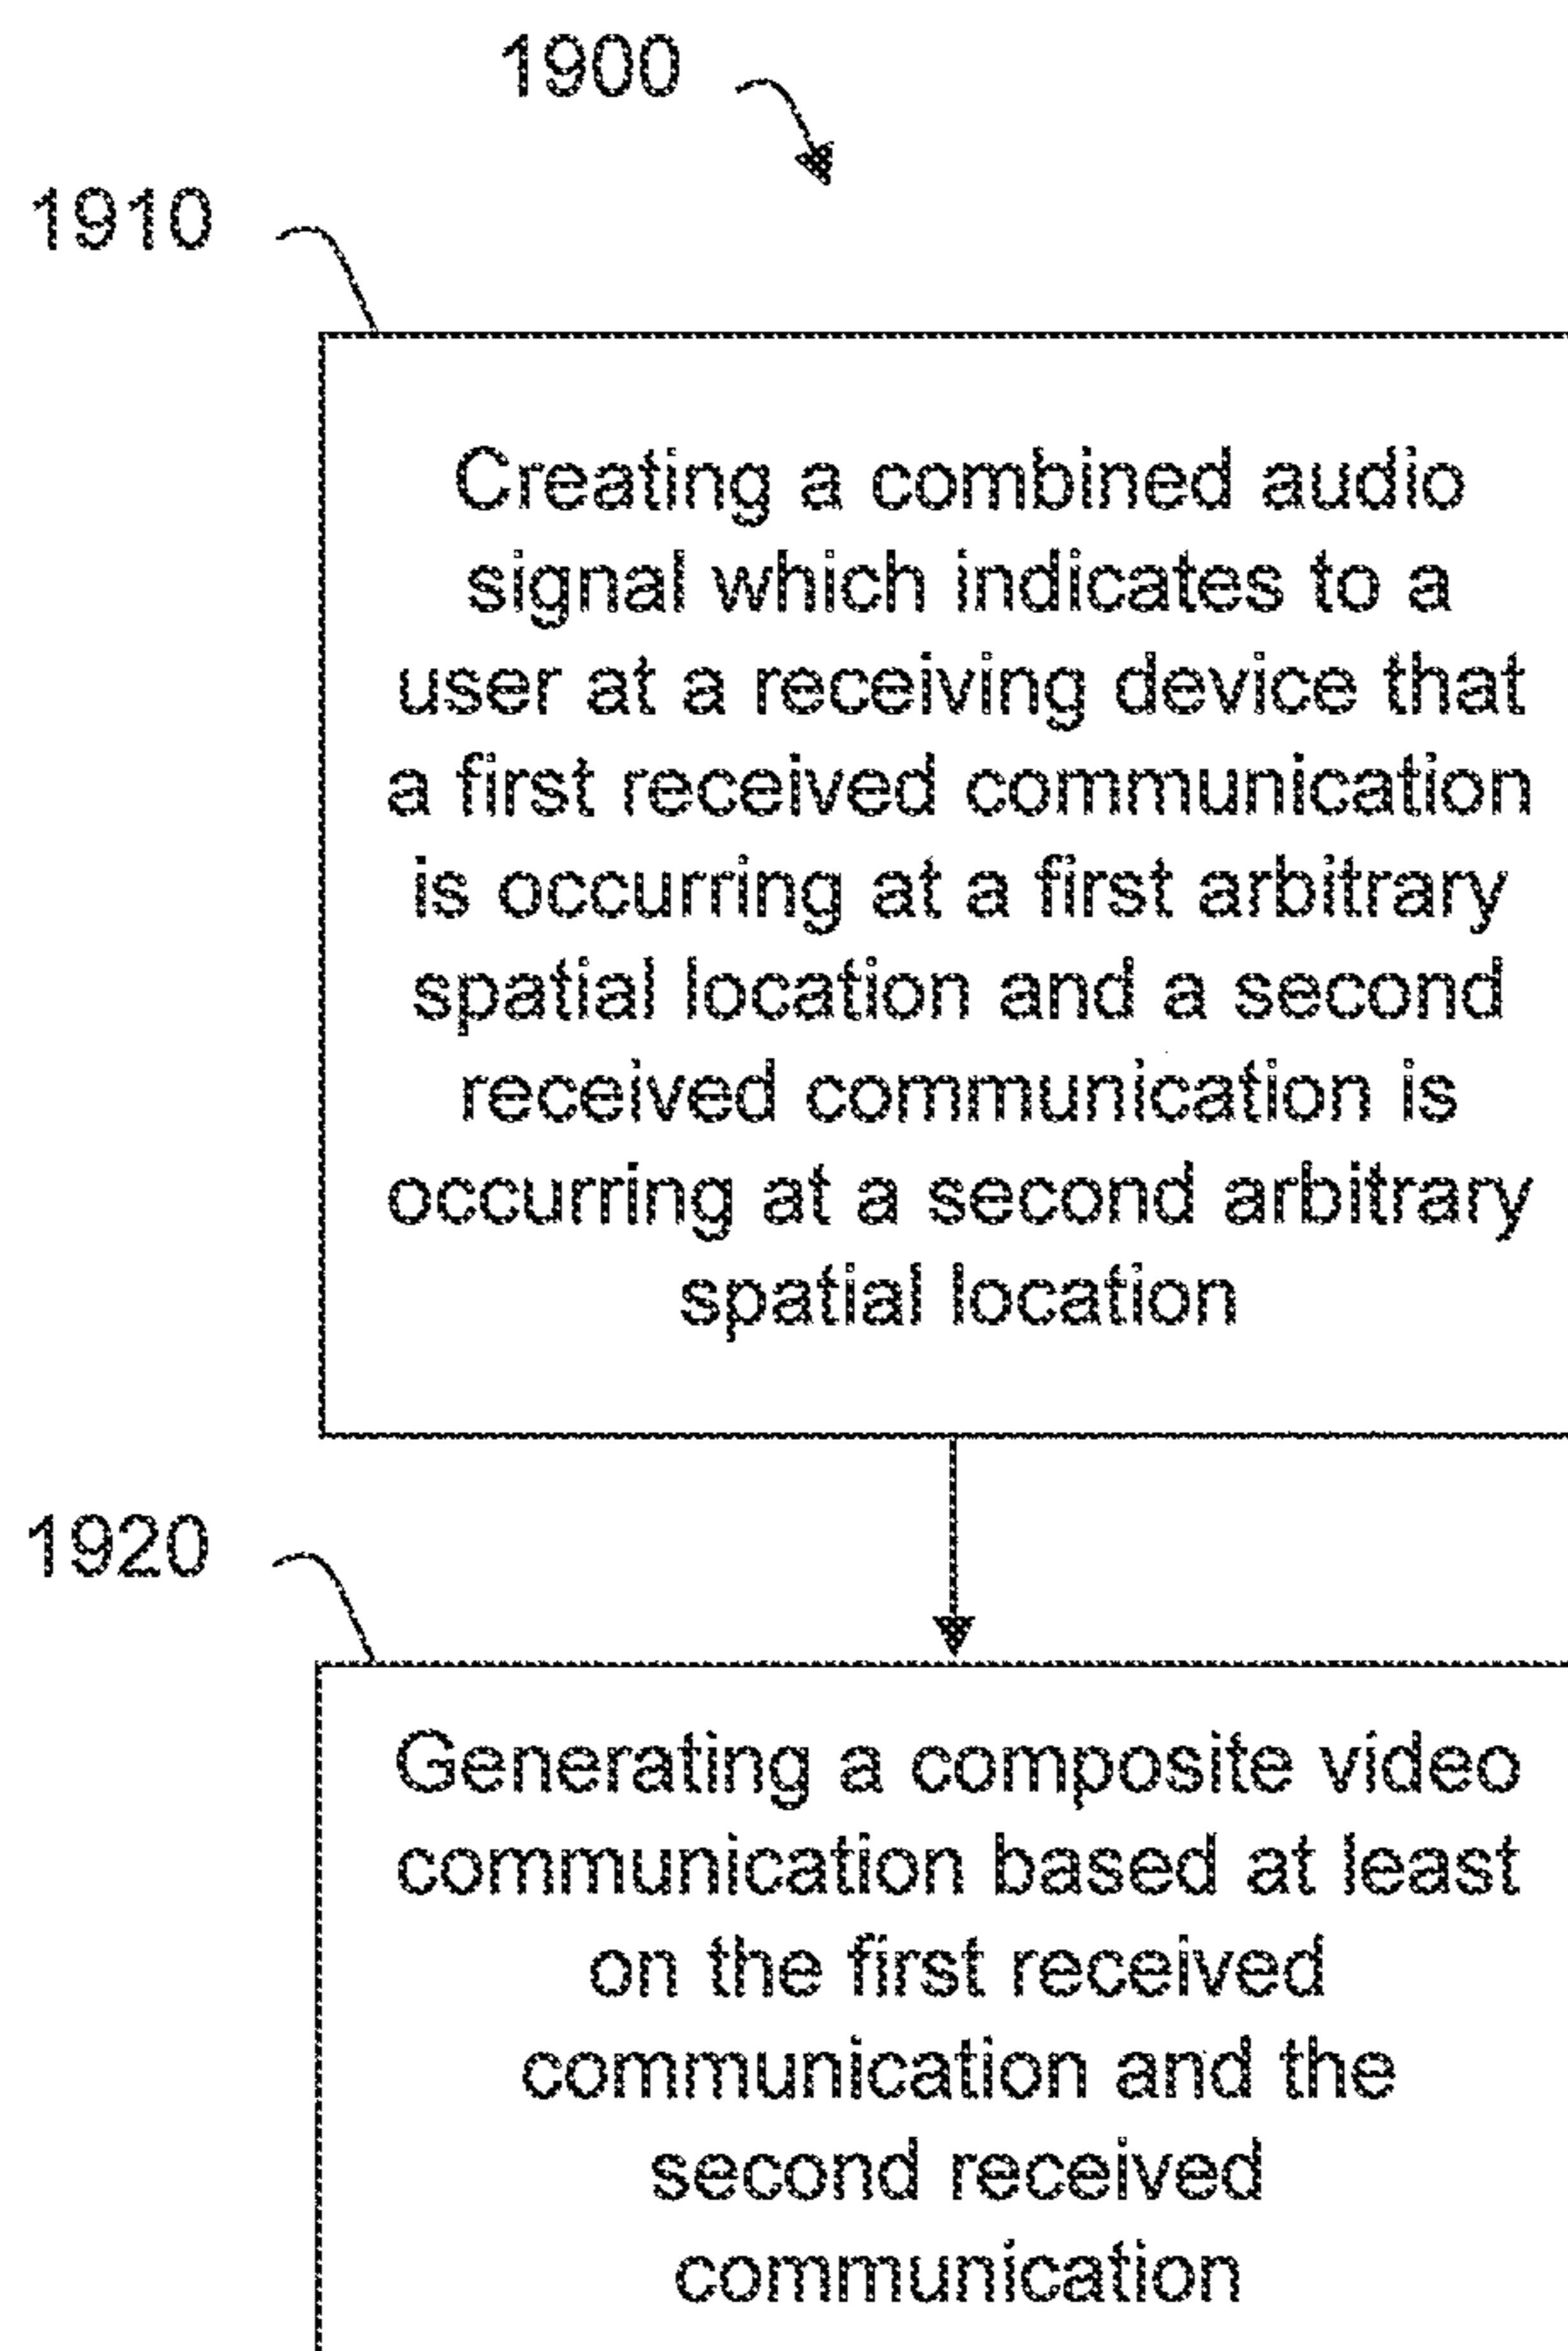 1900
1910
Creating a combined audio
signal which indicates to a
user at a receiving device that
a first received communication
is occurring at a first arbitrary
spatial location and a second
received communication is
occurring at a second arbitrary
spatial location
1920
Generating a composite video
communication based at least
on the first received
communication and the
second received
communication